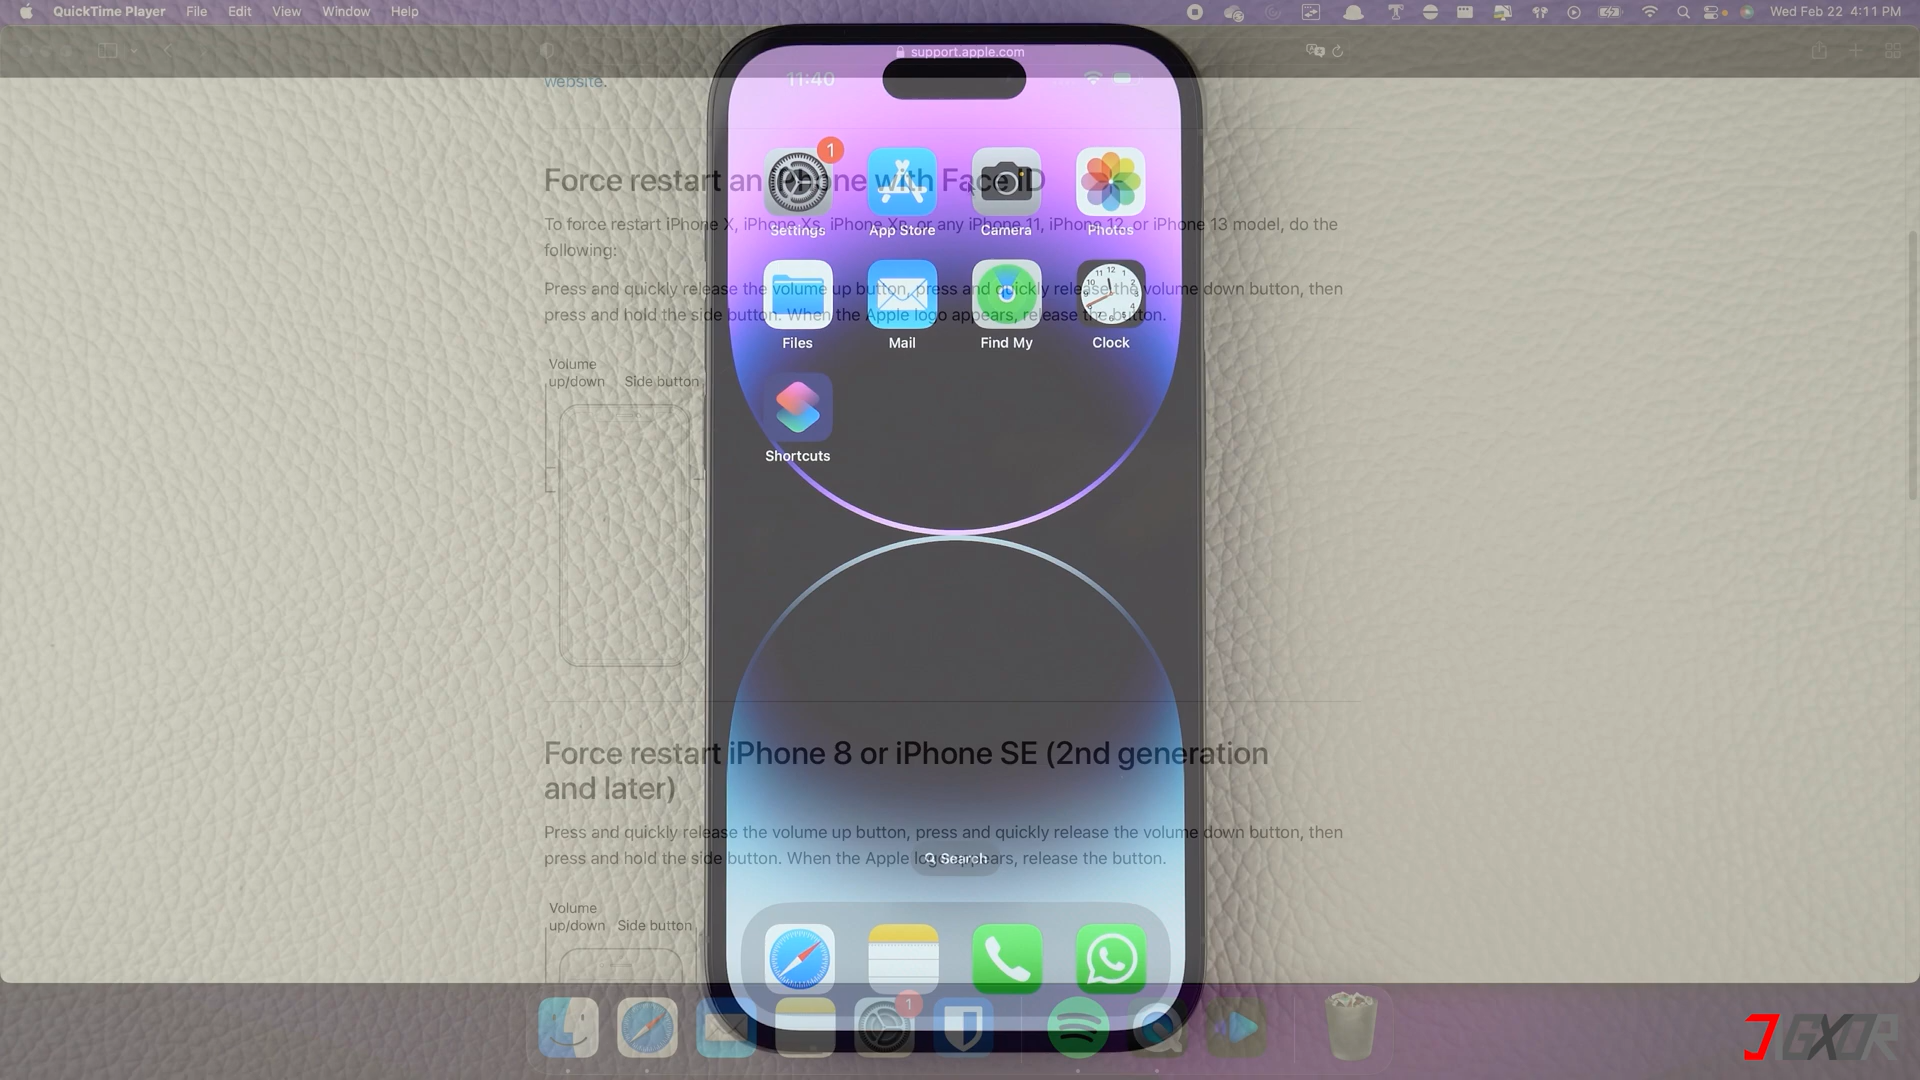 QuickTime Player File Edit View Window Help Wed Feb 22 4:11 PM
support.apple.com
11:40
website.
1
Force restart an iPhone with Face ID
To force restart iPhone X, iPhone Xs, iPhone XR, or any iPhone 11, iPhone 12, or iPhone 13 model, do the
following:
Settings App Store Camera Photos
Press and quickly release the volume up button, press and quickly release the volume down button, then
press and hold the side button. When the Apple logo appears, release the button.
Files Mail Find My Clock
Volume
up/down Side button
Shortcuts
Force restart iPhone 8 or iPhone SE (2nd generation
and later)
Press and quickly release the volume up button, press and quickly release the volume down button, then
press and hold the side button. When the Apple logo appears, release the button.
Search
Volume
up/down Side button
1
JGXOR